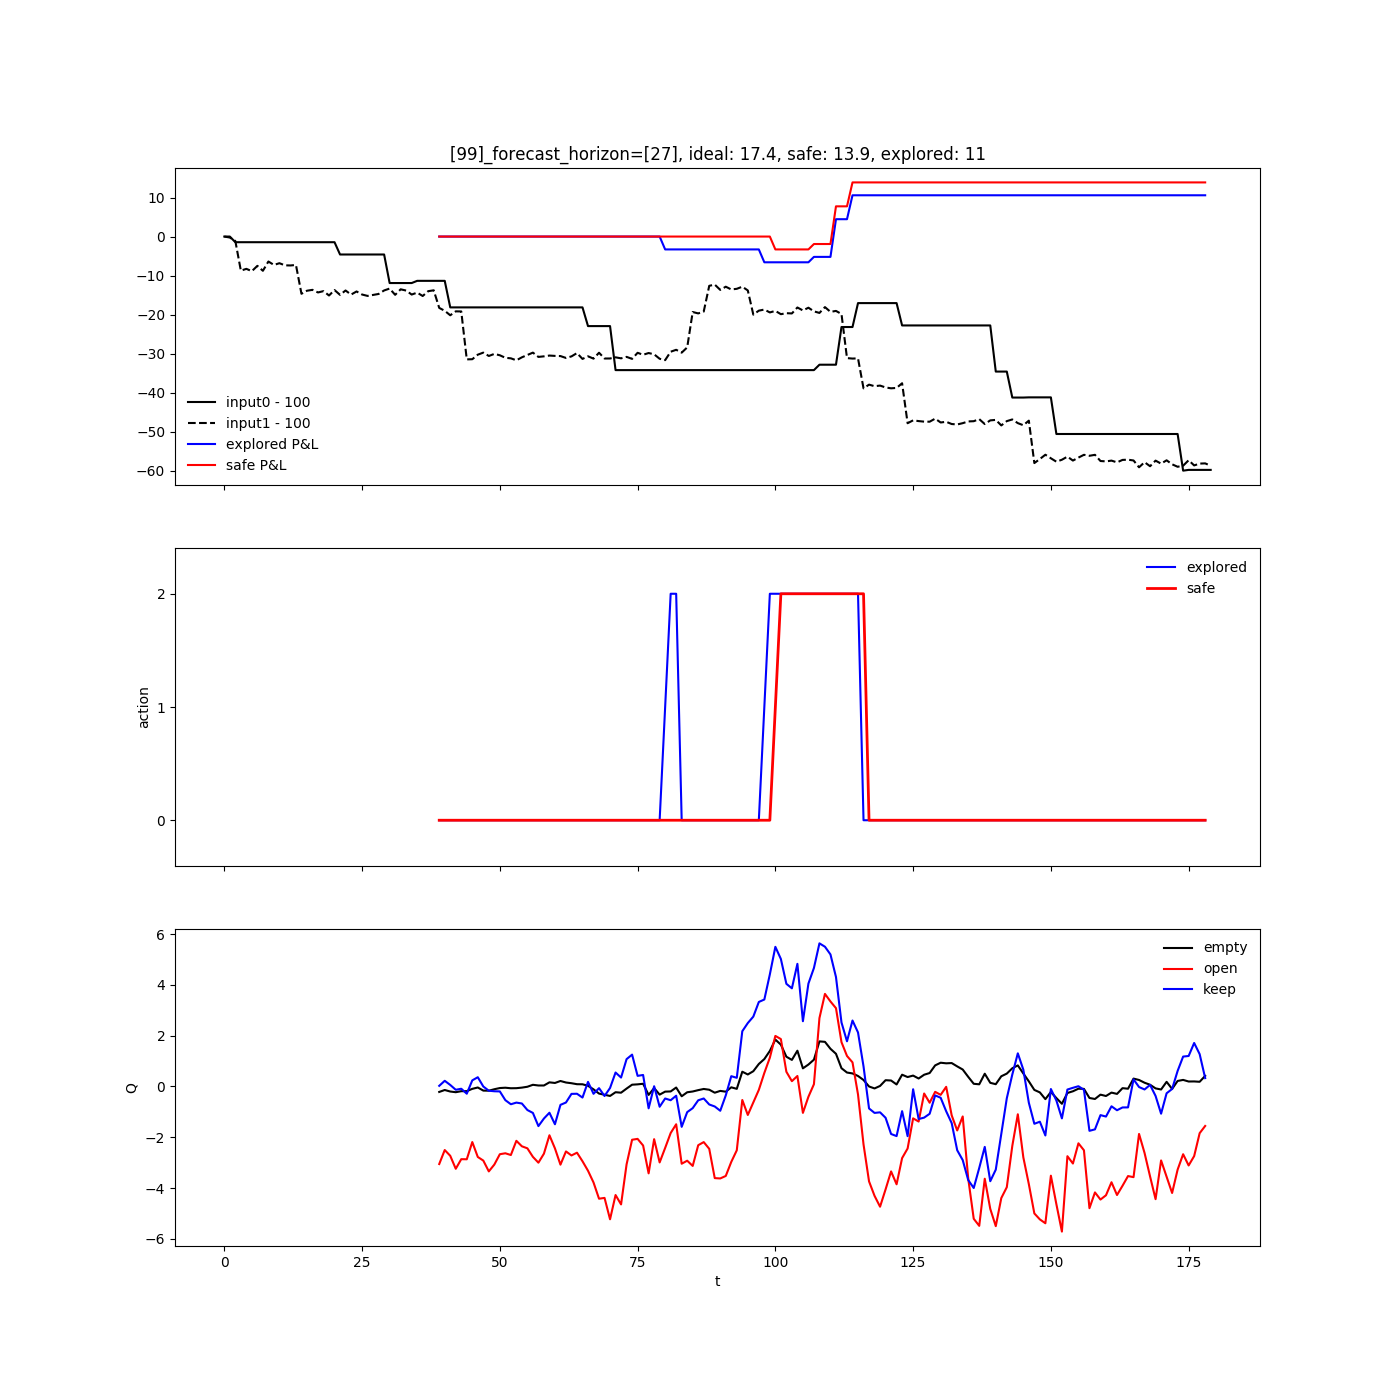 [99]_forecast_horizon=[27], ideal: 17.4, safe: 13.9, explored: 11
10
0
−10
−20
−30
−40
−50
−60
input0 - 100
input1 - 100
explored P&L
safe P&L
2
1
0
action
explored
safe
6
4
2
0
−2
−4
−6
Q
empty
open
keep
0
25
50
75
100
125
150
175
t